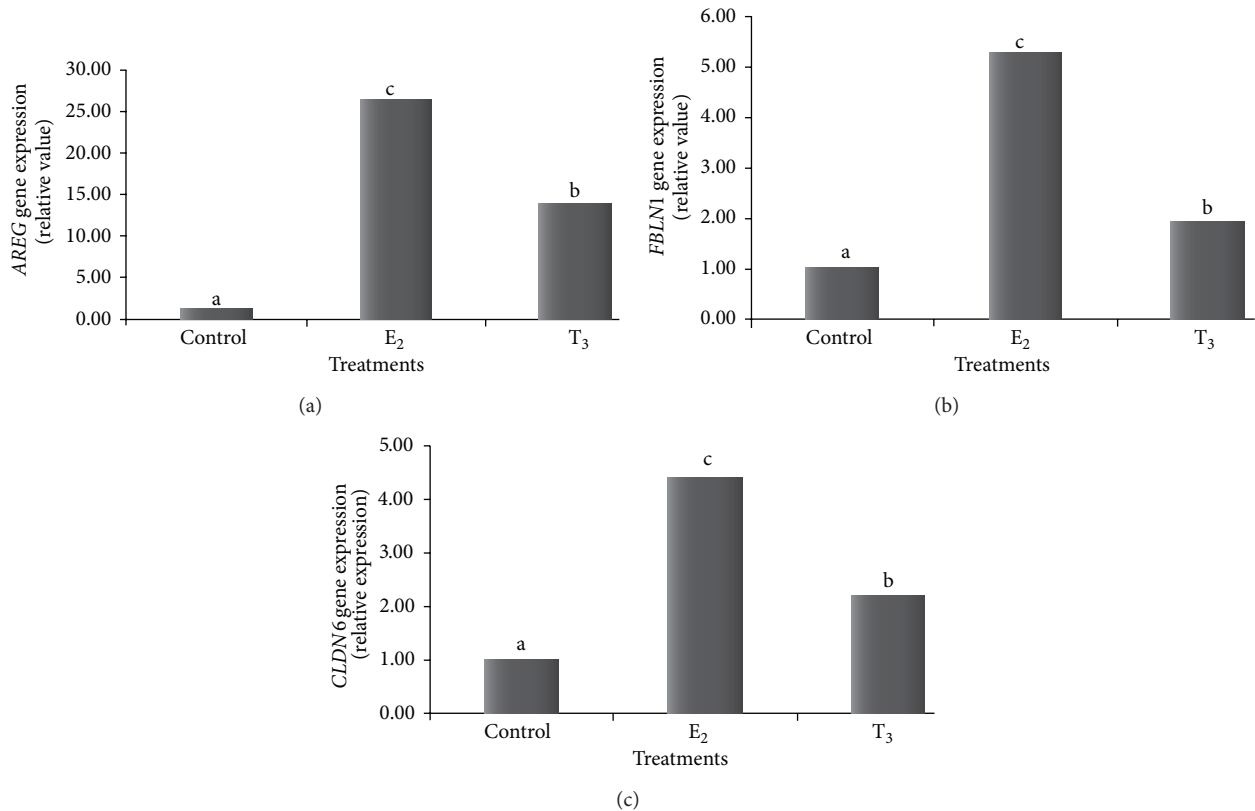 AREG gene expression
(relative value)
30.00
25.00
20.00
15.00
10.00
5.00
0.00
a
c
b
Control
E₂
T₃
Treatments
(a)
FBLN1 gene expression
(relative value)
6.00
5.00
4.00
3.00
2.00
1.00
0.00
a
c
b
Control
E₂
T₃
Treatments
(b)
CLDN6 gene expression
(relative expression)
5.00
4.00
3.00
2.00
1.00
0.00
a
c
b
Control
E₂
T₃
Treatments
(c)